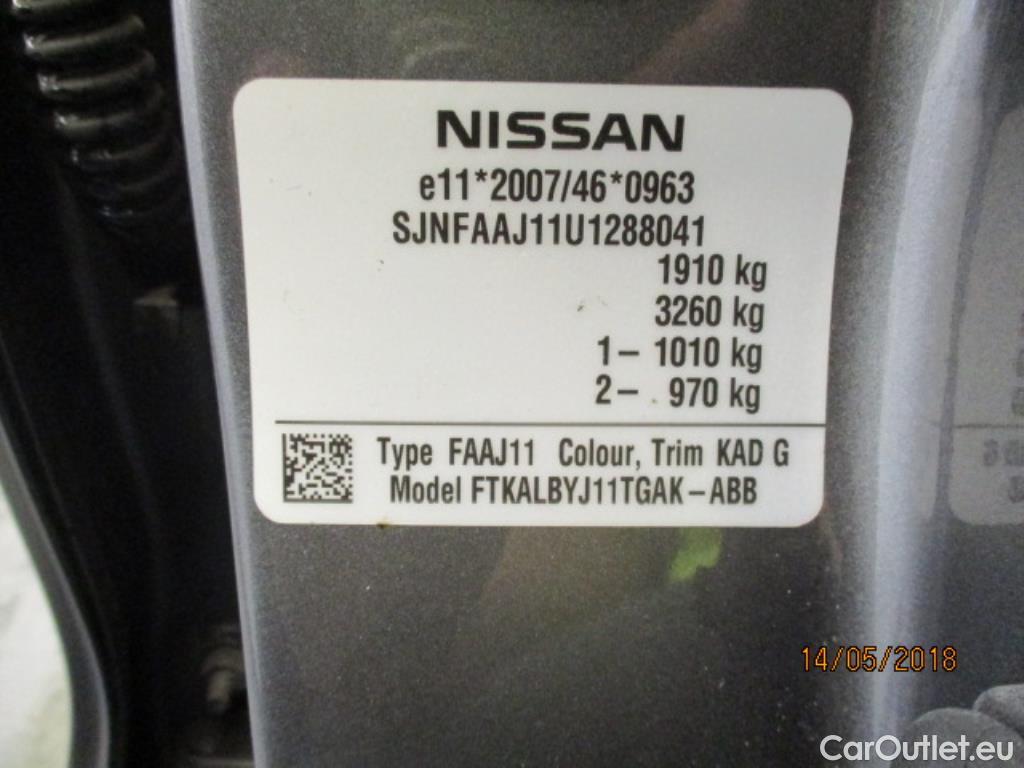 NISSAN
e11*2007/46*0963
SJNFAAJ11U1288041
1910 kg
3260 kg
1– 1010 kg
2– 970 kg
Type FAAJ11 Colour, Trim KAD G
Model FTKALBYJ11TGAK–ABB
14/05/2018
CarOutlet.eu